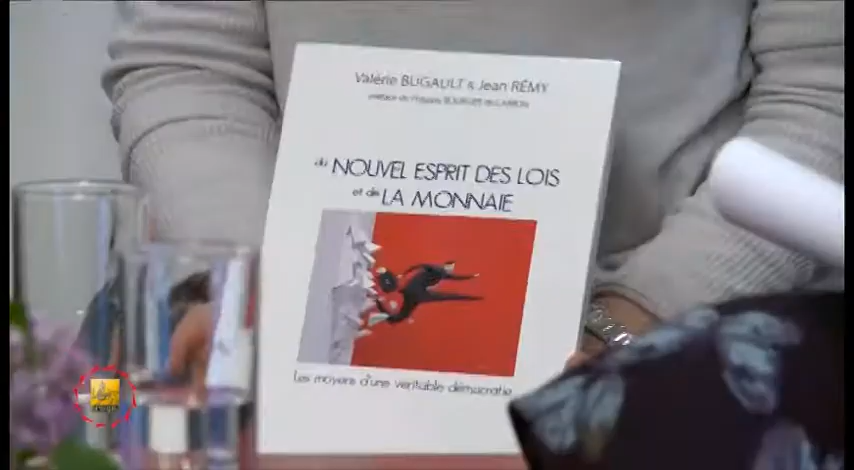 Valérie BUGAULT & Jean RÉMY
du NOUVEL ESPRIT DES LOIS
et de LA MONNAIE
Les moyens d'une véritable démocratie